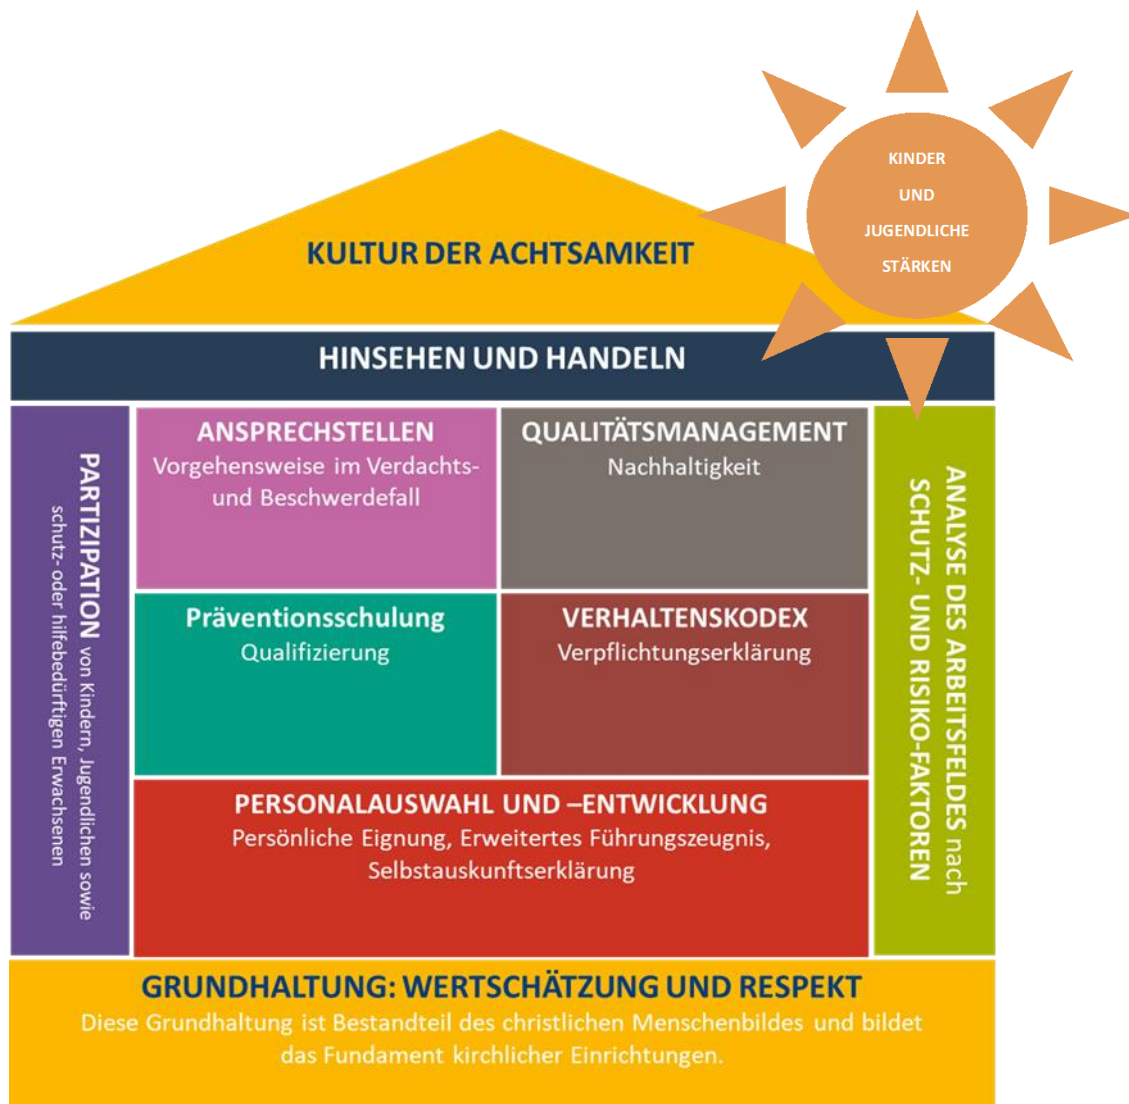 KINDER
UND
JUGENDLICHE
STÄRKEN
KULTUR DER ACHTSAMKEIT
HINSEHEN UND HANDELN
PARTIZIPATION von Kindern, Jugendlichen sowie
schutz- oder hilfebedürftigen Erwachsenen
ANSPRECHSTELLEN
Vorgehensweise im Verdachts-
und Beschwerdefall
QUALITÄTSMANAGEMENT
Nachhaltigkeit
Präventionsschulung
Qualifizierung
VERHALTENSKODEX
Verpflichtungserklärung
PERSONALAUSWAHL UND –ENTWICKLUNG
Persönliche Eignung, Erweitertes Führungszeugnis,
Selbstauskunftserklärung
ANALYSE DES ARBEITSFELDES nach
SCHUTZ- UND RISIKO-FAKTOREN
GRUNDHALTUNG: WERTSCHÄTZUNG UND RESPEKT
Diese Grundhaltung ist Bestandteil des christlichen Menschenbildes und bildet
das Fundament kirchlicher Einrichtungen.